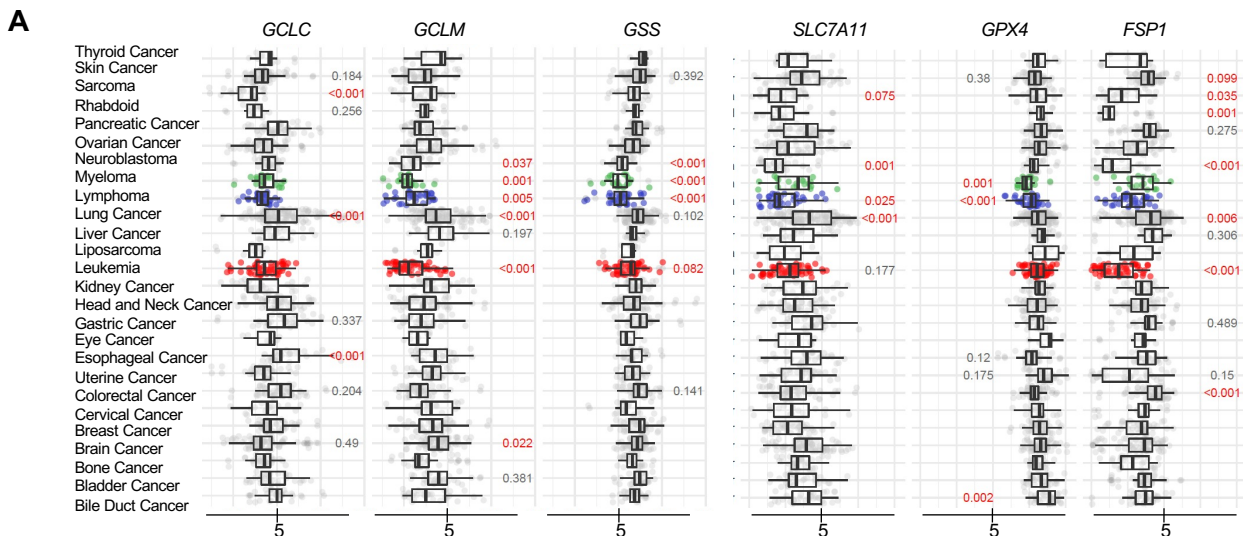 A
GCLC GCLM GSS SLC7A11 GPX4 FSP1
Thyroid Cancer
Skin Cancer 0.184 0.392 0.38 0.099
Sarcoma <0.001 0.075 0.035
Rhabdoid 0.256 0.001
Pancreatic Cancer 0.275
Ovarian Cancer
Neuroblastoma 0.037 <0.001 0.001 <0.001
Myeloma 0.001 <0.001 0.001
Lymphoma 0.005 <0.001 <0.001 0.025
Lung Cancer <0.001 <0.001 0.102 <0.001 0.006
Liver Cancer 0.197 0.306
Liposarcoma
Leukemia <0.001 0.082 0.177 <0.001
Kidney Cancer
Head and Neck Cancer
Gastric Cancer 0.337 0.489
Eye Cancer
Esophageal Cancer <0.001 0.12
Uterine Cancer 0.175 0.15
Colorectal Cancer 0.204 0.141 <0.001
Cervical Cancer
Breast Cancer
Brain Cancer 0.49 0.022
Bone Cancer
Bladder Cancer 0.381
Bile Duct Cancer 0.002
5 5 5 5 5 5